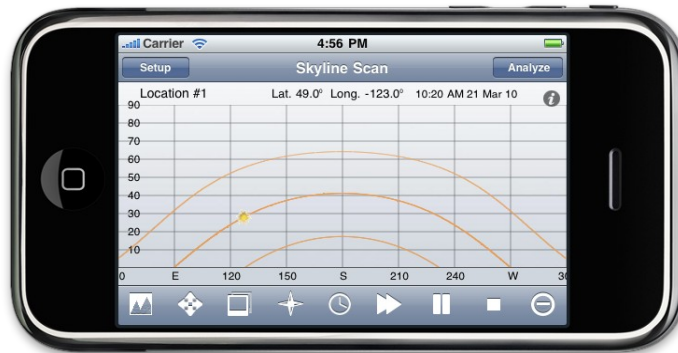 Carrier 4:56 PM
Setup Skyline Scan Analyze
Location #1 Lat. 49.0° Long. -123.0° 10:20 AM 21 Mar 10
i
90
80
70
60
50
40
30
20
10
0 E 120 150 S 210 240 W 30